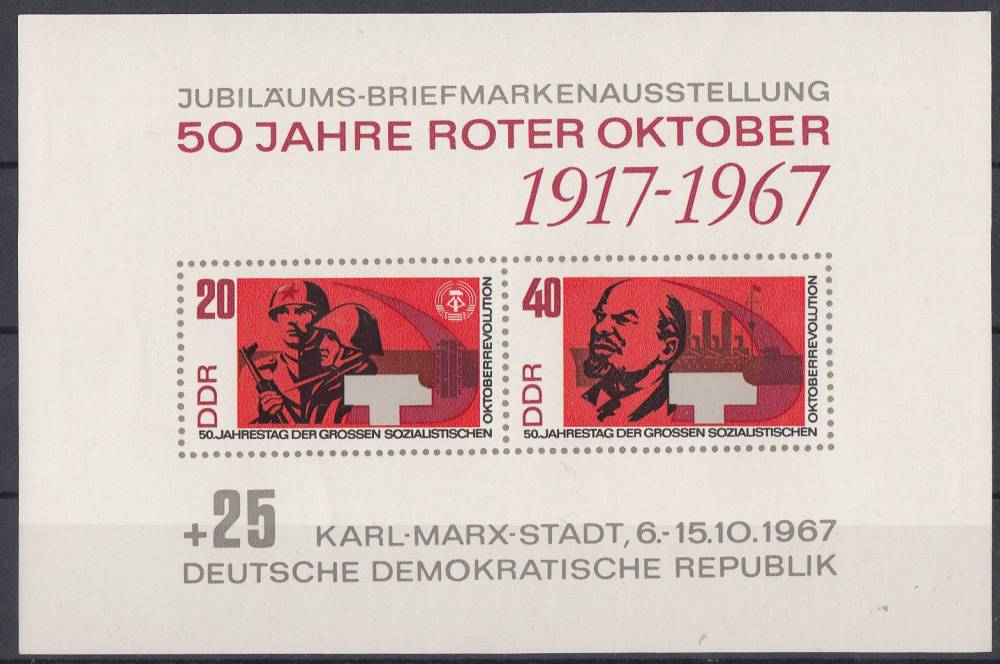 JUBILÄUMS-BRIEFMARKENAUSSTELLUNG
50 JAHRE ROTER OKTOBER
1917-1967
20
DDR
50. JAHRESTAG DER GROSSEN SOZIALISTISCHEN
OKTOBERREVOLUTION
40
DDR
50. JAHRESTAG DER GROSSEN SOZIALISTISCHEN
OKTOBERREVOLUTION
+25 KARL-MARX-STADT, 6.-15.10.1967
DEUTSCHE DEMOKRATISCHE REPUBLIK